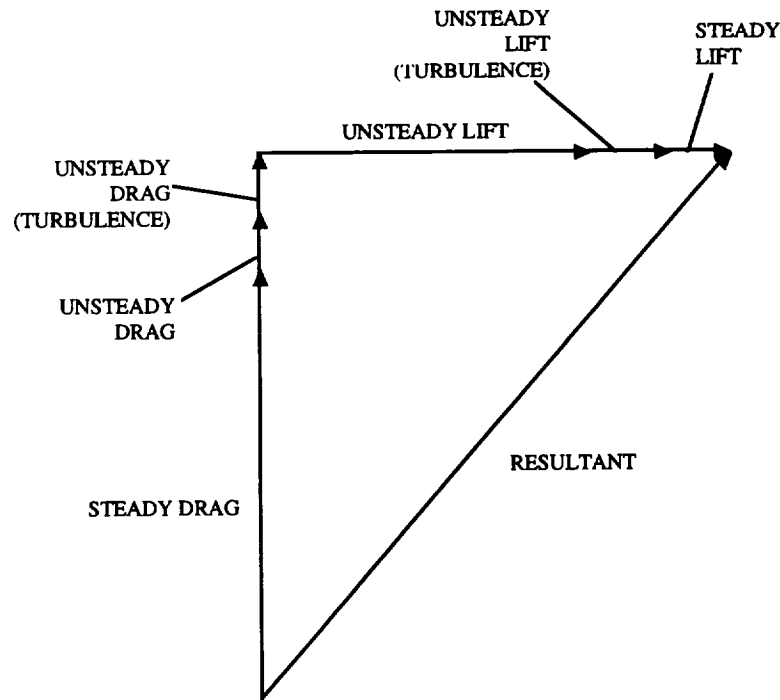 UNSTEADY
LIFT
(TURBULENCE)
STEADY
LIFT
UNSTEADY LIFT
UNSTEADY
DRAG
(TURBULENCE)
UNSTEADY
DRAG
RESULTANT
STEADY DRAG